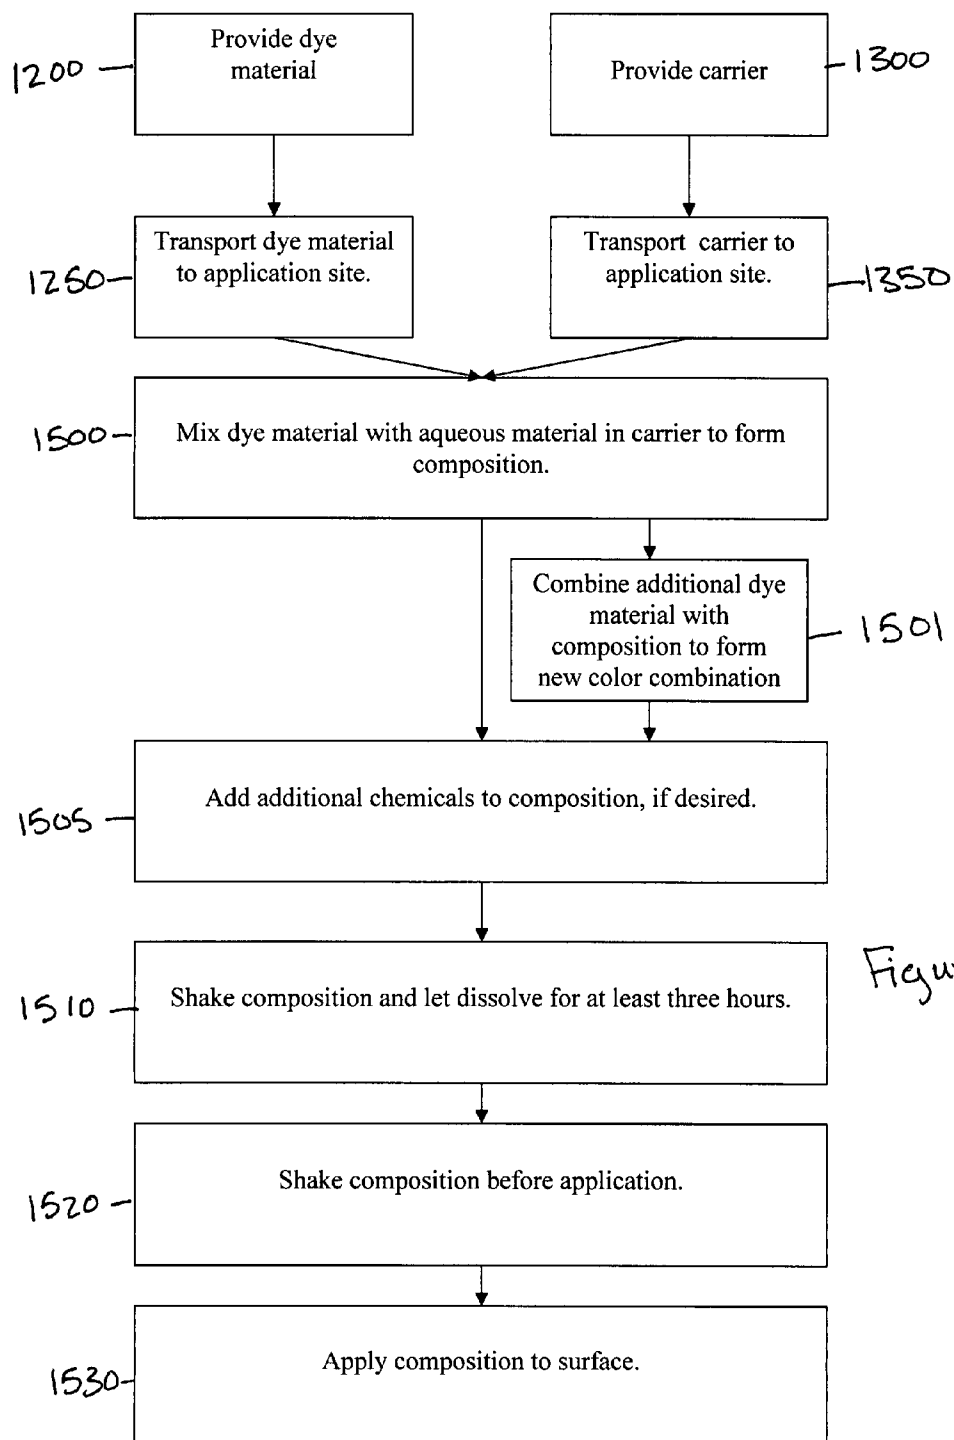 Provide dye
material
1200
Provide carrier
1300
Transport dye material
to application site.
1250
Transport carrier to
application site.
1350
Mix dye material with aqueous material in carrier to form
composition.
1500
Combine additional dye
material with
composition to form
new color combination
1501
Add additional chemicals to composition, if desired.
1505
Shake composition and let dissolve for at least three hours.
1510
Figu
Shake composition before application.
1520
Apply composition to surface.
1530